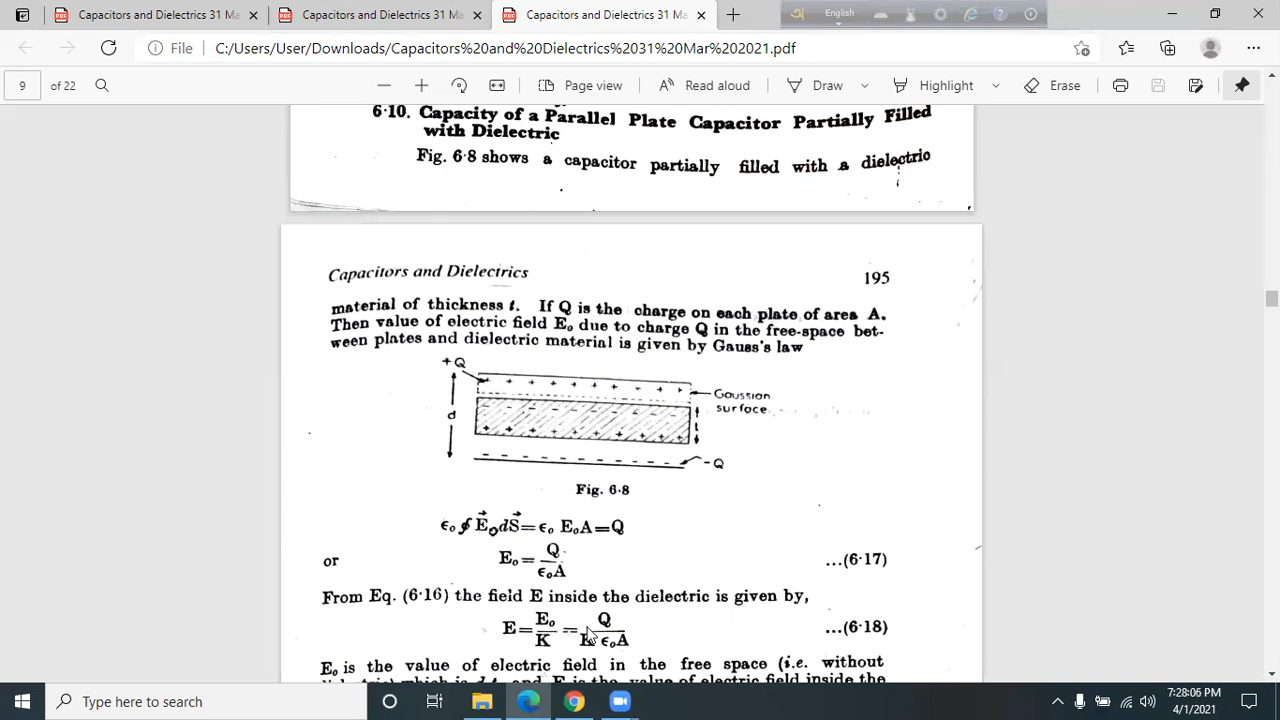 Capacitors and Dielectrics 31 Ma
Capacitors and Dielectrics 31 Ma
Capacitors and Dielectrics 31 Ma
English
File
C:/Users/User/Downloads/Capacitors%20and%20Dielectrics%2031%20Mar%202021.pdf
9 of 22
Page view
Read aloud
Draw
Highlight
Erase
6·10. Capacity of a Parallel Plate Capacitor Partially Filled
with Dielectric
Fig. 6·8 shows a capacitor partially filled with a dielectric
Capacitors and Dielectrics 195
material of thickness t. If Q is the charge on each plate of area A.
Then value of electric field E₀ due to charge Q in the free-space bet-
ween plates and dielectric material is given by Gauss's law
+Q
Gaussian
surface
d
t
-Q
Fig. 6·8
ϵ₀ ∮ E⃗₀ dS⃗ = ϵ₀ E₀A = Q
or E₀ = Q / ϵ₀A ...(6·17)
From Eq. (6·16) the field E inside the dielectric is given by,
E = E₀ / K = Q / ϵ₀A ...(6·18)
E₀ is the value of electric field in the free space (i.e. without
Type here to search
7:28:06 PM
4/1/2021